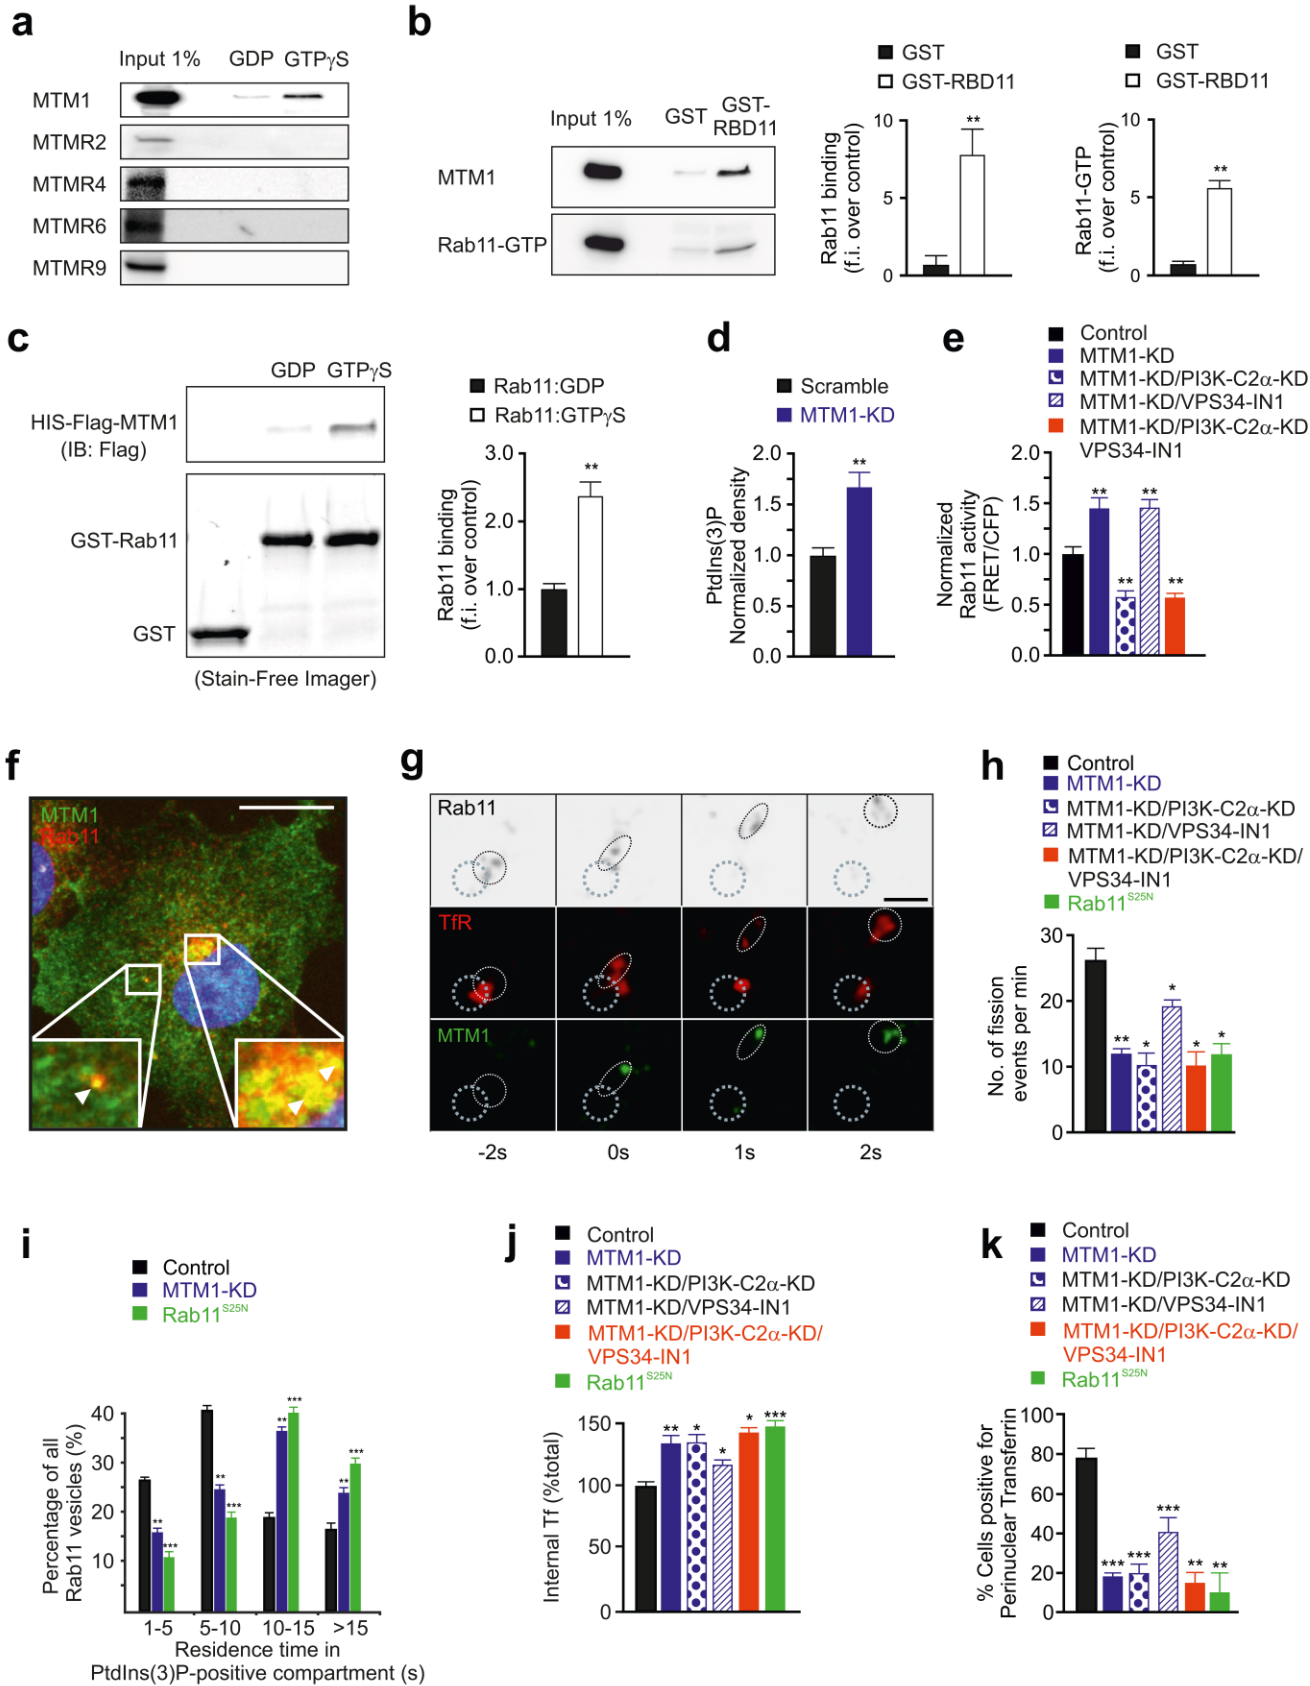 a
Input 1% GDP GTPγS
MTM1
MTMR2
MTMR4
MTMR6
MTMR9
b
Input 1% GST GST-
RBD11
MTM1
Rab11-GTP
GST
GST-RBD11
Rab11 binding
(f.i. over control)
10
5
0
**
GST
GST-RBD11
Rab11-GTP
(f.i. over control)
10
5
0
**
c
GDP GTPγS
HIS-Flag-MTM1
(IB: Flag)
GST-Rab11
GST
(Stain-Free Imager)
Rab11:GDP
Rab11:GTPγS
Rab11 binding
(f.i. over control)
3.0
2.0
1.0
0.0
**
d
Scramble
MTM1-KD
PtdIns(3)P
Normalized density
2.0
1.5
1.0
0.5
0.0
**
e
Control
MTM1-KD
MTM1-KD/PI3K-C2α-KD
MTM1-KD/VPS34-IN1
MTM1-KD/PI3K-C2α-KD
VPS34-IN1
Normalized
Rab11 activity
(FRET/CFP)
2.0
1.5
1.0
0.5
0.0
** ** ** **
f
MTM1
Rab11
g
Rab11
TfR
MTM1
-2s 0s 1s 2s
h
Control
MTM1-KD
MTM1-KD/PI3K-C2α-KD
MTM1-KD/VPS34-IN1
MTM1-KD/PI3K-C2α-KD/
VPS34-IN1
Rab11S25N
No. of fission
events per min
30
20
10
0
** * * * *
i
Control
MTM1-KD
Rab11S25N
Percentage of all
Rab11 vesicles (%)
40
30
20
10
** *** ** *** ** *** ** ***
1-5 5-10 10-15 >15
Residence time in
PtdIns(3)P-positive compartment (s)
j
Control
MTM1-KD
MTM1-KD/PI3K-C2α-KD
MTM1-KD/VPS34-IN1
MTM1-KD/PI3K-C2α-KD/
VPS34-IN1
Rab11S25N
Internal Tf (%total)
150
100
50
0
** * * * ***
k
Control
MTM1-KD
MTM1-KD/PI3K-C2α-KD
MTM1-KD/VPS34-IN1
MTM1-KD/PI3K-C2α-KD/
VPS34-IN1
Rab11S25N
% Cells positive for
Perinuclear Transferrin
100
80
60
40
20
0
*** *** *** ** **